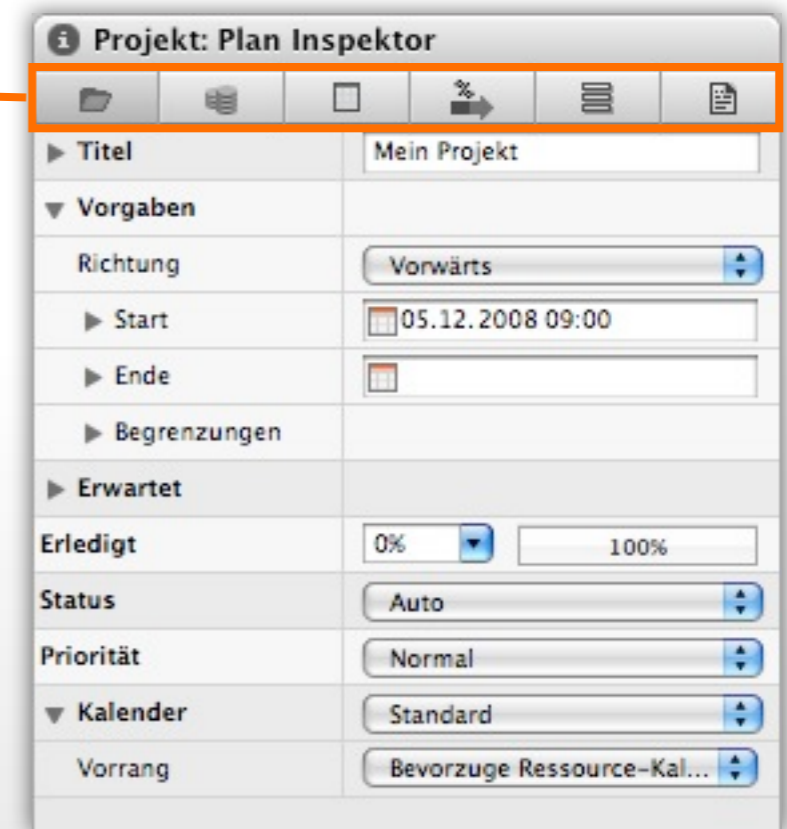 Projekt: Plan Inspektor
%
Titel Mein Projekt
Vorgaben
Richtung Vorwärts
Start 05.12.2008 09:00
Ende
Begrenzungen
Erwartet
Erledigt 0% 100%
Status Auto
Priorität Normal
Kalender Standard
Vorrang Bevorzuge Ressource-Kal...